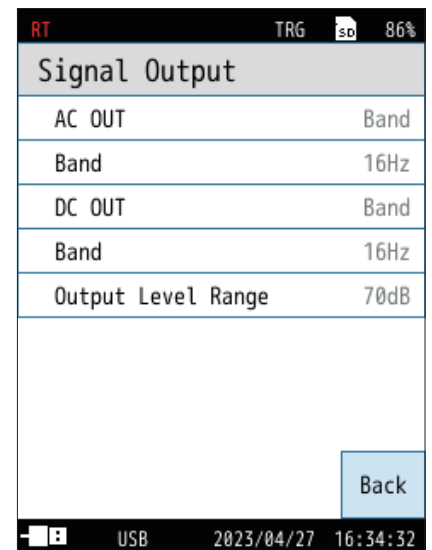 RT TRG SD 86%
Signal Output
AC OUT Band
Band 16Hz
DC OUT Band
Band 16Hz
Output Level Range 70dB
Back
USB 2023/04/27 16:34:32